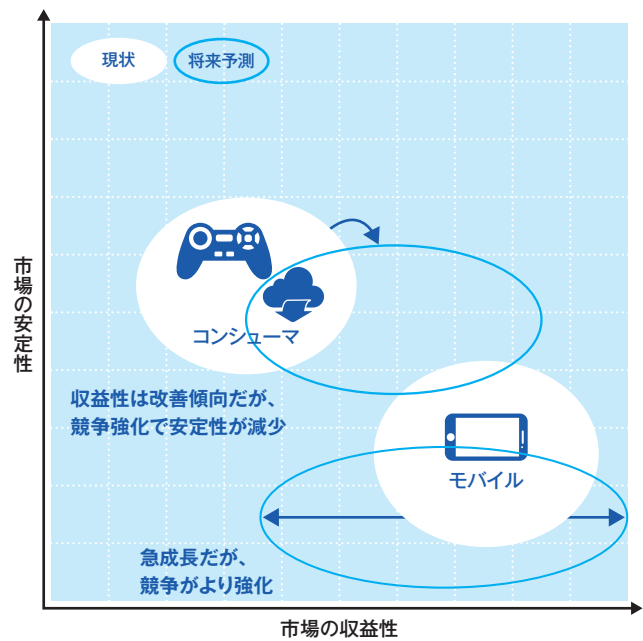 現状
将来予測
市場の安定性
コンシューマ
収益性は改善傾向だが、
競争強化で安定性が減少
モバイル
急成長だが、
競争がより強化
市場の収益性